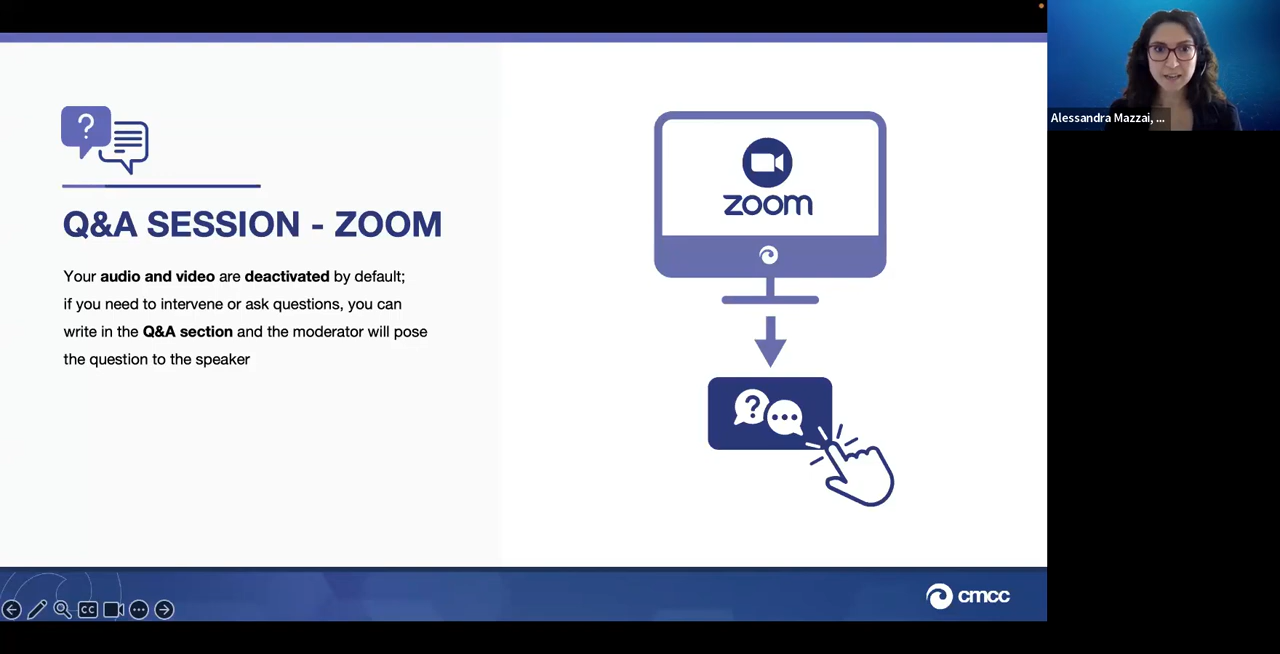 Q&A SESSION - ZOOM
Your audio and video are deactivated by default;
if you need to intervene or ask questions, you can
write in the Q&A section and the moderator will pose
the question to the speaker
zoom
?
?
cmcc
CC
Alessandra Mazzai, ...